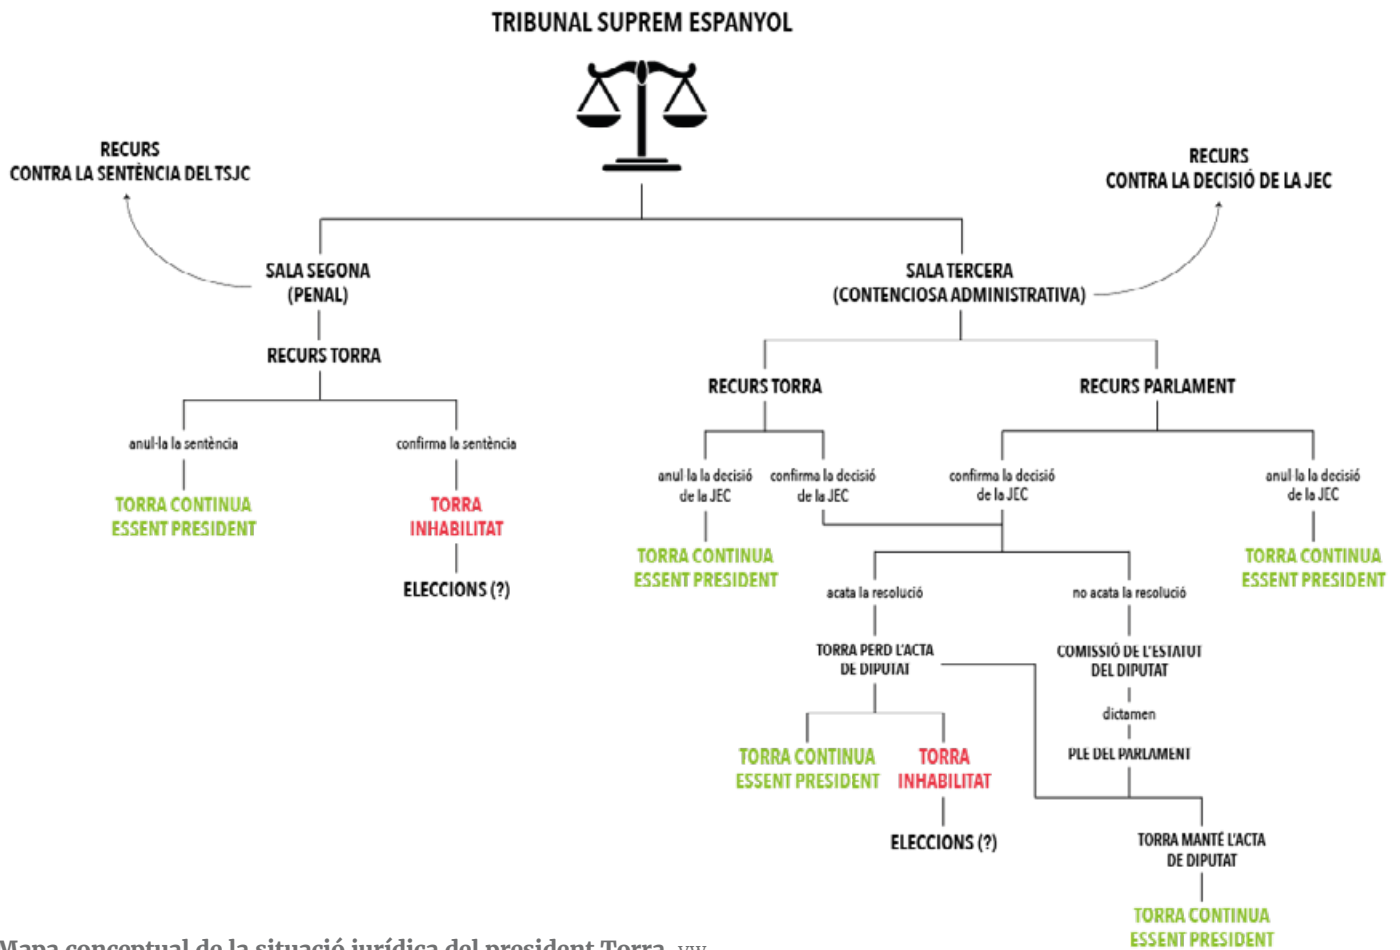 TRIBUNAL SUPREM ESPANYOL
RECURS
CONTRA LA SENTÈNCIA DEL TSJC
RECURS
CONTRA LA DECISIÓ DE LA JEC
SALA SEGONA
(PENAL)
SALA TERCERA
(CONTENCIOSA ADMINISTRATIVA)
RECURS TORRA
RECURS TORRA
RECURS PARLAMENT
anul·la la sentència
confirma la sentència
anul·la la decisió
de la JEC
confirma la decisió
de la JEC
confirma la decisió
de la JEC
anul·la la decisió
de la JEC
TORRA CONTINUA
ESSENT PRESIDENT
TORRA
INHABILITAT
ELECCIONS (?)
TORRA CONTINUA
ESSENT PRESIDENT
TORRA CONTINUA
ESSENT PRESIDENT
acata la resolució
no acata la resolució
TORRA PERD L'ACTA
DE DIPUTAT
COMISSIÓ DE L'ESTATUT
DEL DIPUTAT
dictamen
PLE DEL PARLAMENT
TORRA CONTINUA
ESSENT PRESIDENT
TORRA
INHABILITAT
ELECCIONS (?)
TORRA MANTÉ L'ACTA
DE DIPUTAT
TORRA CONTINUA
ESSENT PRESIDENT
Mapa conceptual de la situació jurídica del president Torra. VW